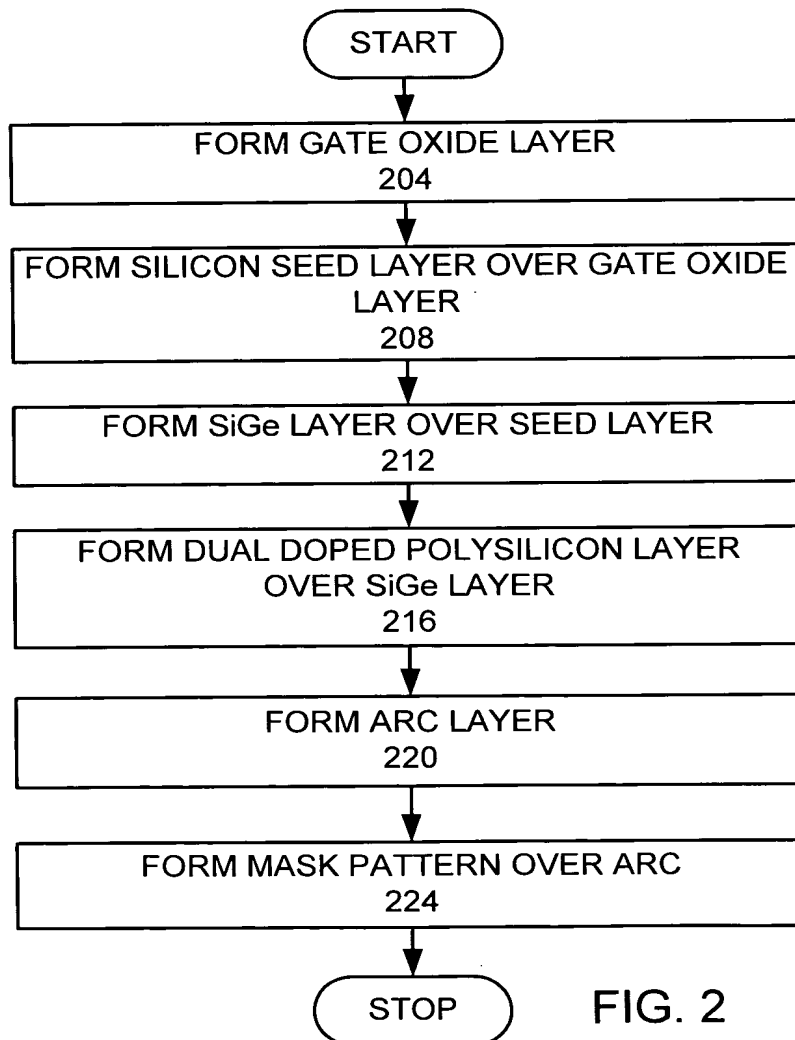 START
FORM GATE OXIDE LAYER
204
FORM SILICON SEED LAYER OVER GATE OXIDE
LAYER
208
FORM SiGe LAYER OVER SEED LAYER
212
FORM DUAL DOPED POLYSILICON LAYER
OVER SiGe LAYER
216
FORM ARC LAYER
220
FORM MASK PATTERN OVER ARC
224
STOP
FIG. 2